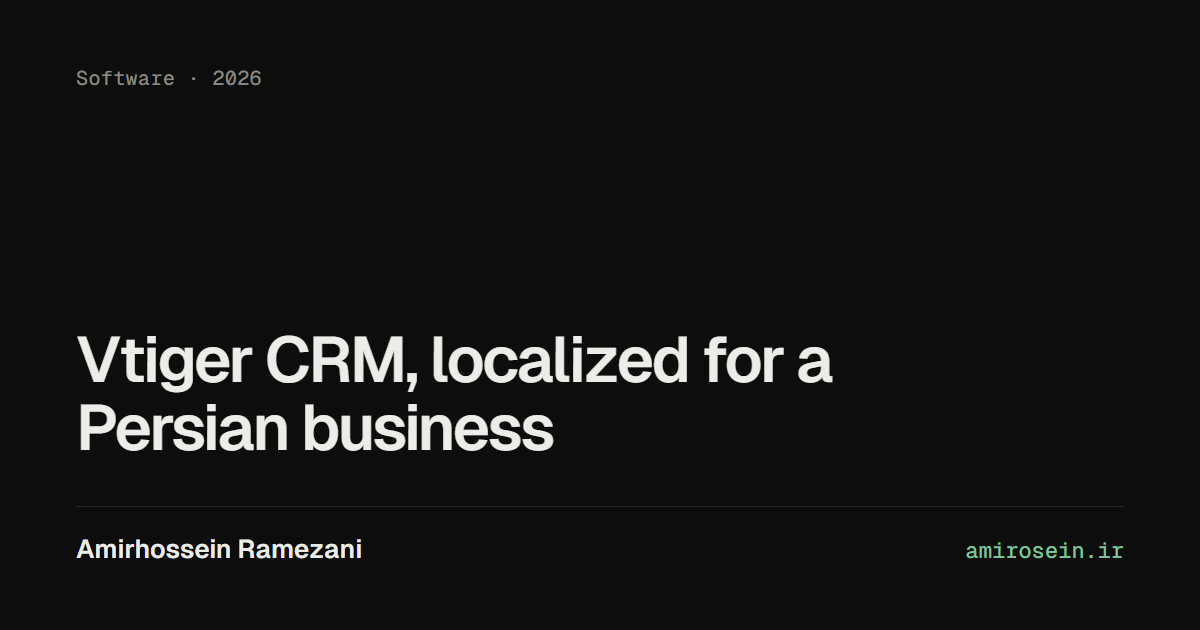 Software · 2026
Vtiger CRM, localized for a
Persian business
Amirhossein Ramezani
amirosein.ir